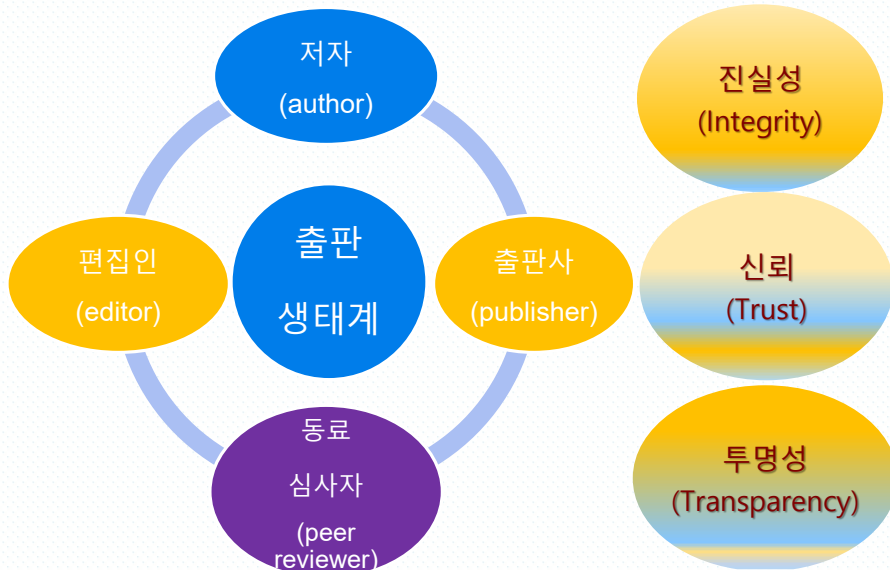 저자
(author)
편집인
(editor)
출판
생태계
출판사
(publisher)
동료
심사자
(peer
reviewer)
진실성
(Integrity)
신뢰
(Trust)
투명성
(Transparency)